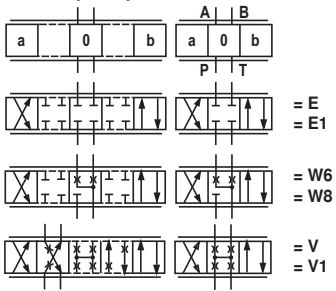 A B
a 0 b a 0 b
P T
= E
= E1
= W6
= W8
= V
= V1